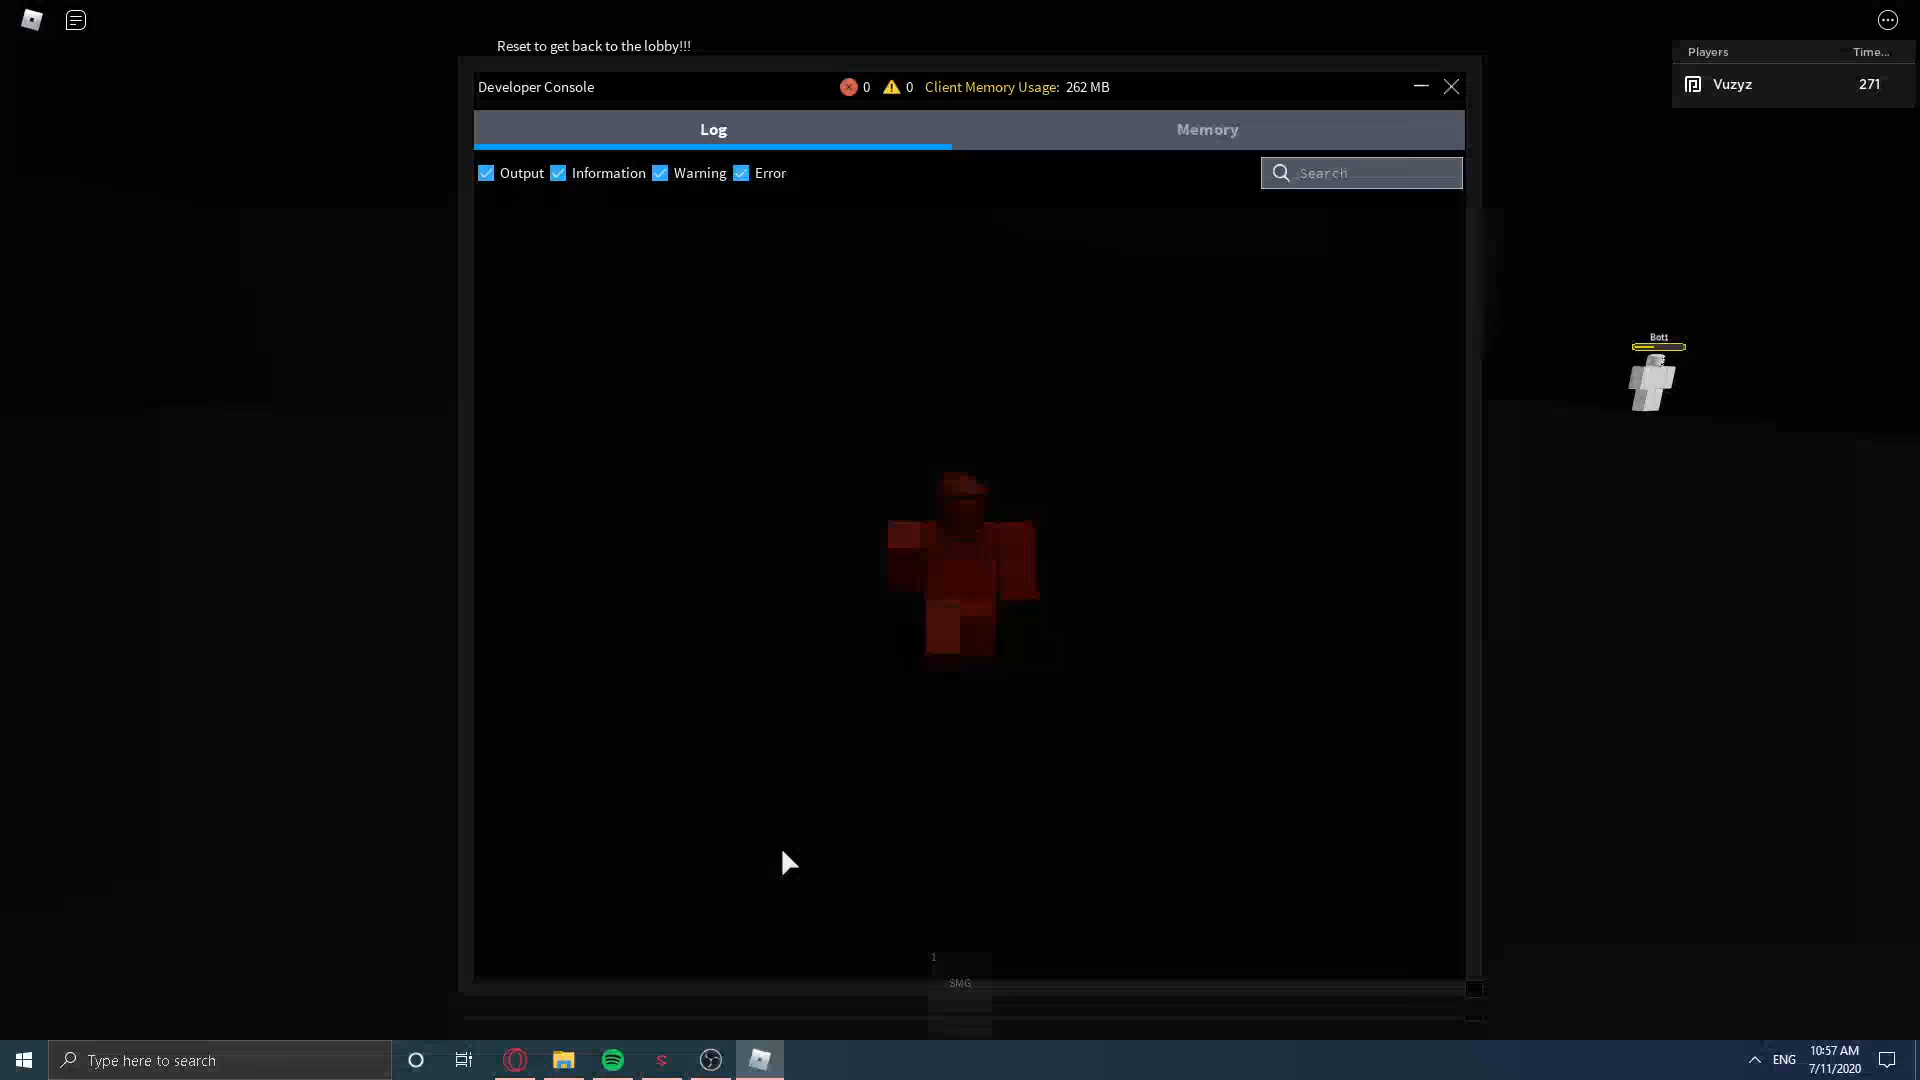 Reset to get back to the lobby!!!
Developer Console
0
0
Client Memory Usage: 262 MB
Players Time...
Vuzyz 271
Log
Memory
Output
Information
Warning
Error
Search
Bot1
1
SMG
Type here to search
S
ENG
10:57 AM
7/11/2020